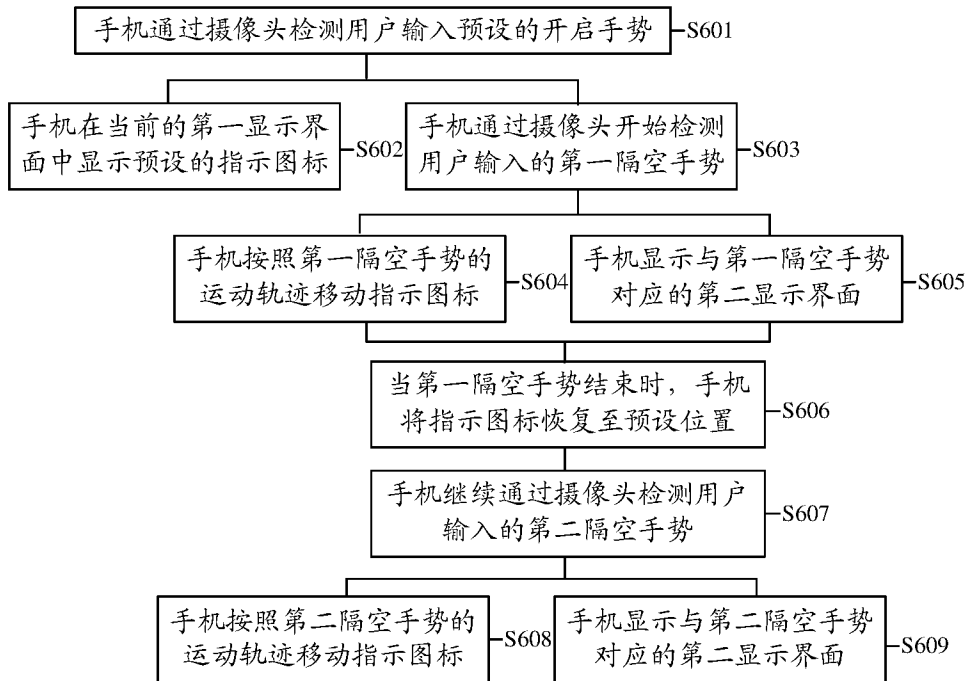 手机通过摄像头检测用户输入预设的开启手势
S601
手机在当前的第一显示界
面中显示预设的指示图标
S602
手机通过摄像头开始检测
用户输入的第一隔空手势
S603
手机按照第一隔空手势的
运动轨迹移动指示图标
S604
手机显示与第一隔空手势
对应的第二显示界面
S605
当第一隔空手势结束时，手机
将指示图标恢复至预设位置
S606
手机继续通过摄像头检测用户
输入的第二隔空手势
S607
手机按照第二隔空手势的
运动轨迹移动指示图标
S608
手机显示与第二隔空手势
对应的第二显示界面
S609